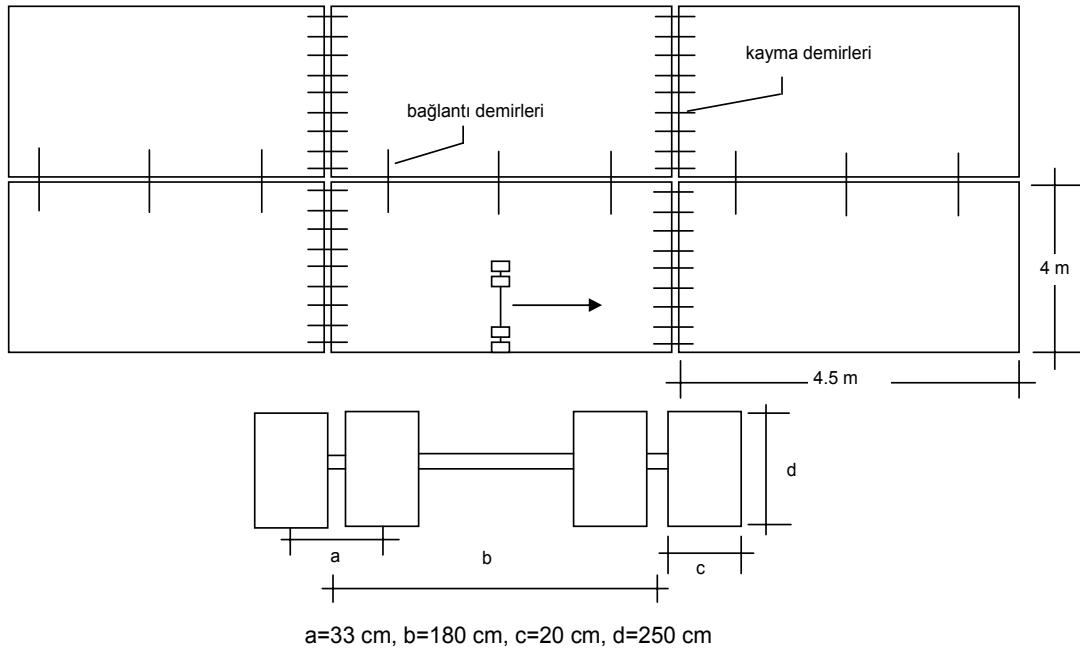 kayma demirleri
bağlantı demirleri
4 m
4.5 m
d
a
b
c
a=33 cm, b=180 cm, c=20 cm, d=250 cm